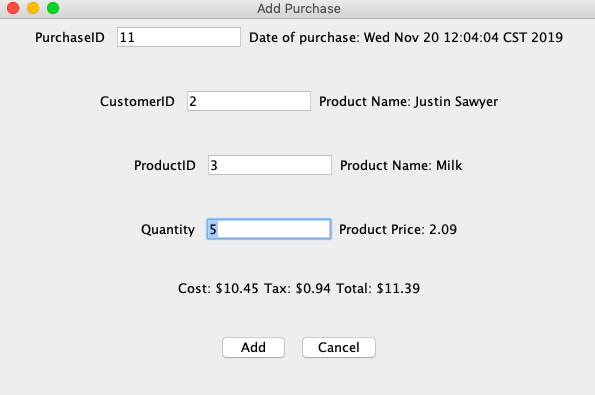 Add Purchase
PurchaseID 11 Date of purchase: Wed Nov 20 12:04:04 CST 2019
CustomerID 2 Product Name: Justin Sawyer
ProductID 3 Product Name: Milk
Quantity 5 Product Price: 2.09
Cost: $10.45 Tax: $0.94 Total: $11.39
Add Cancel